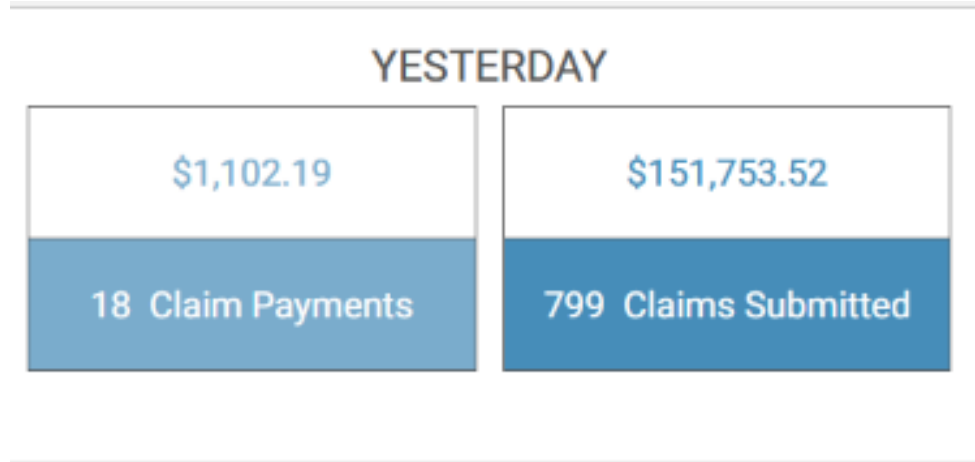 YESTERDAY
$1,102.19
18 Claim Payments
$151,753.52
799 Claims Submitted